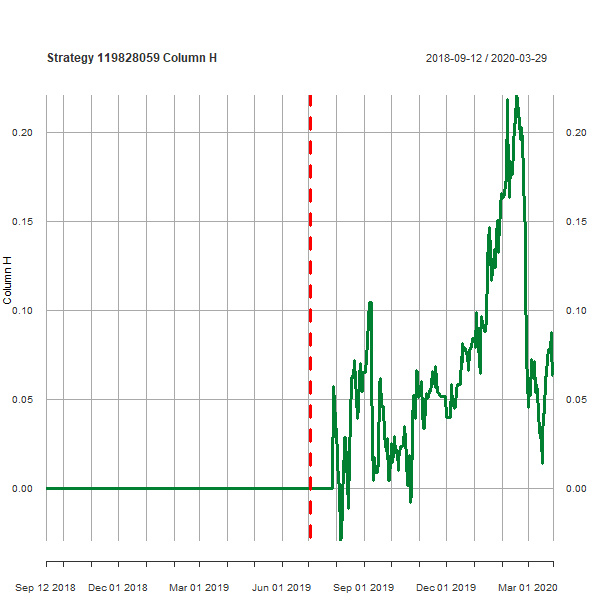 Strategy 119828059 Column H 2018-09-12 / 2020-03-29
0.20 0.20
0.15 0.15
0.10 0.10
0.05 0.05
0.00 0.00
Column H
Sep 12 2018 Dec 01 2018 Mar 01 2019 Jun 01 2019 Sep 01 2019 Dec 01 2019 Mar 01 2020